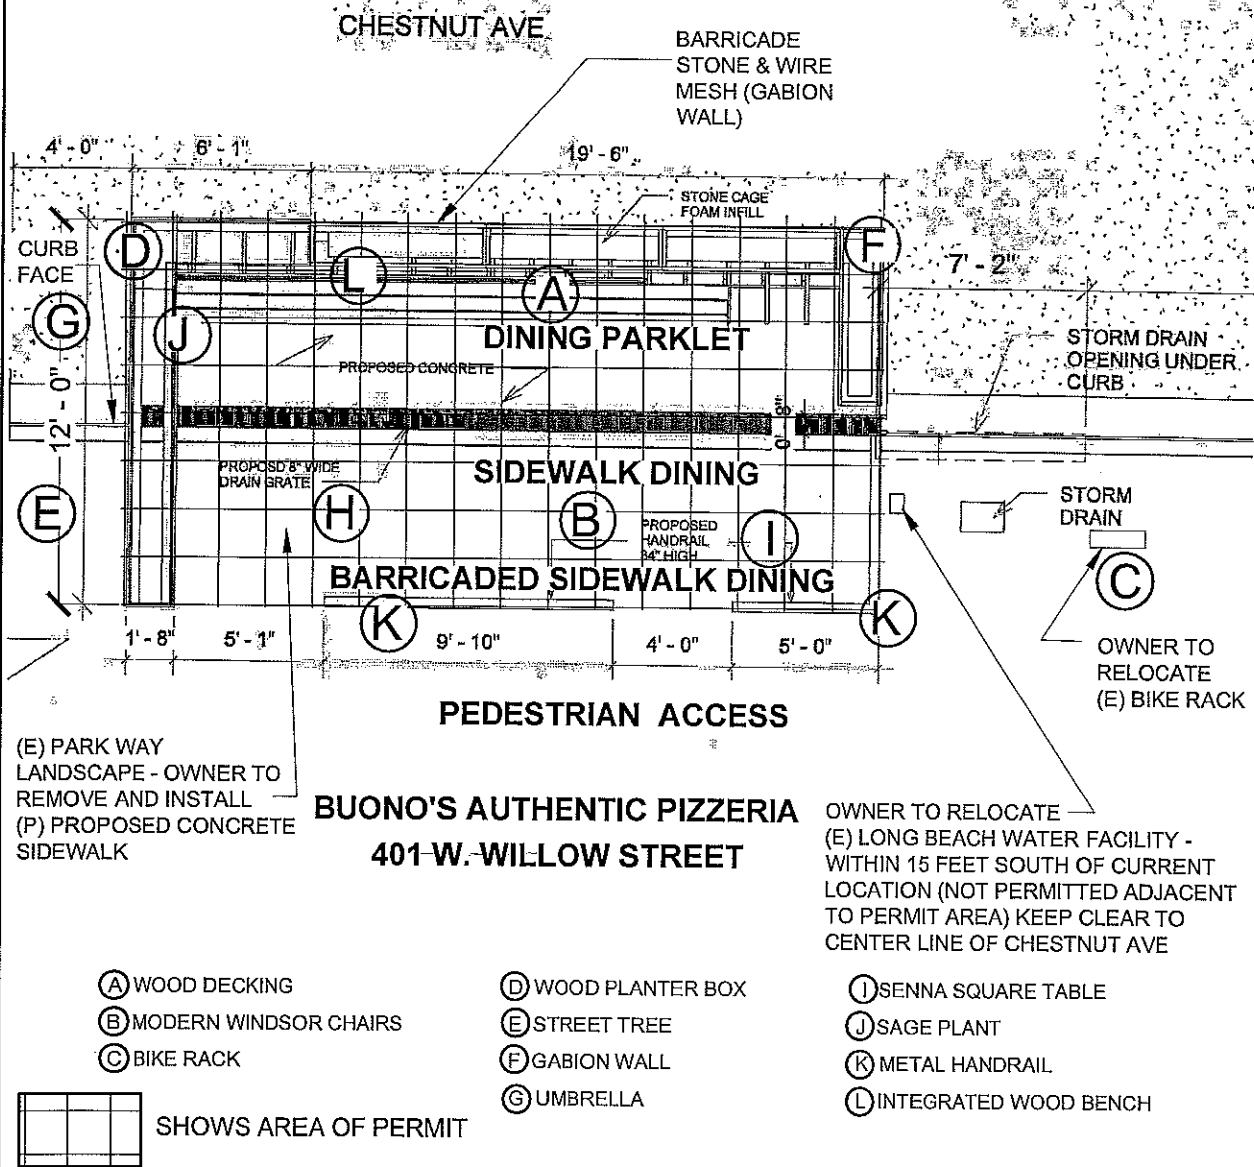 CHESTNUT AVE
BARRICADE
STONE & WIRE
MESH (GABION
WALL)
4' - 0"
6' - 1"
19' - 6"
STONE CAGE
FOAM INFILL
CURB
FACE
D
F
L
A
7' - 2"
G
J
DINING PARKLET
STORM DRAIN
OPENING UNDER
CURB
PROPOSED CONCRETE
12' - 0"
0' 8"
PROPOSD 8" WIDE
DRAIN GRATE
SIDEWALK DINING
E
H
B
PROPOSED
HANDRAIL
34" HIGH
I
STORM
DRAIN
C
BARRICADED SIDEWALK DINING
K
K
1' - 8"
5' - 1"
9' - 10"
4' - 0"
5' - 0"
OWNER TO
RELOCATE
(E) BIKE RACK
PEDESTRIAN ACCESS
(E) PARK WAY
LANDSCAPE - OWNER TO
REMOVE AND INSTALL
(P) PROPOSED CONCRETE
SIDEWALK
BUONO'S AUTHENTIC PIZZERIA
401 W. WILLOW STREET
OWNER TO RELOCATE
(E) LONG BEACH WATER FACILITY -
WITHIN 15 FEET SOUTH OF CURRENT
LOCATION (NOT PERMITTED ADJACENT
TO PERMIT AREA) KEEP CLEAR TO
CENTER LINE OF CHESTNUT AVE
A WOOD DECKING
B MODERN WINDSOR CHAIRS
C BIKE RACK
D WOOD PLANTER BOX
E STREET TREE
F GABION WALL
G UMBRELLA
I SENNA SQUARE TABLE
J SAGE PLANT
K METAL HANDRAIL
L INTEGRATED WOOD BENCH
SHOWS AREA OF PERMIT